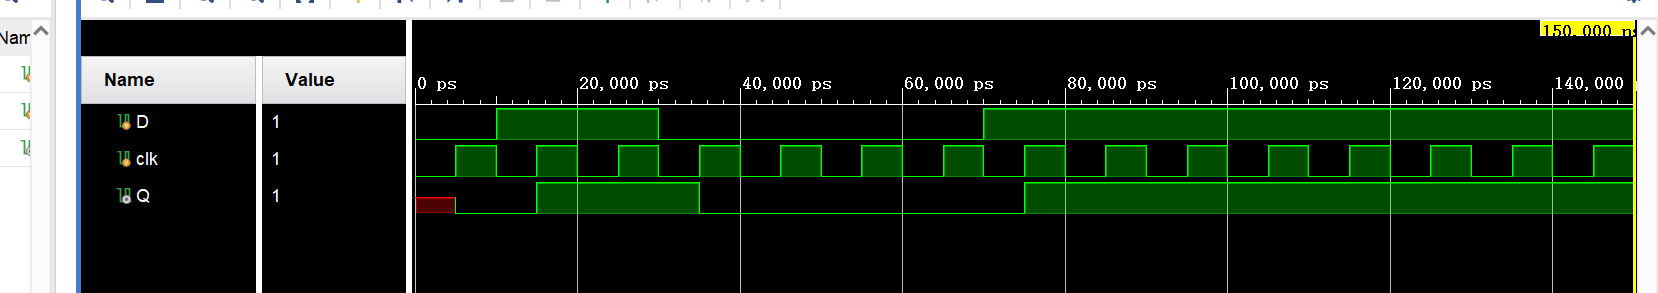 Nam
150,000 ns
Name Value
0 ps 20,000 ps 40,000 ps 60,000 ps 80,000 ps 100,000 ps 120,000 ps 140,000
D 1
clk 1
Q 1